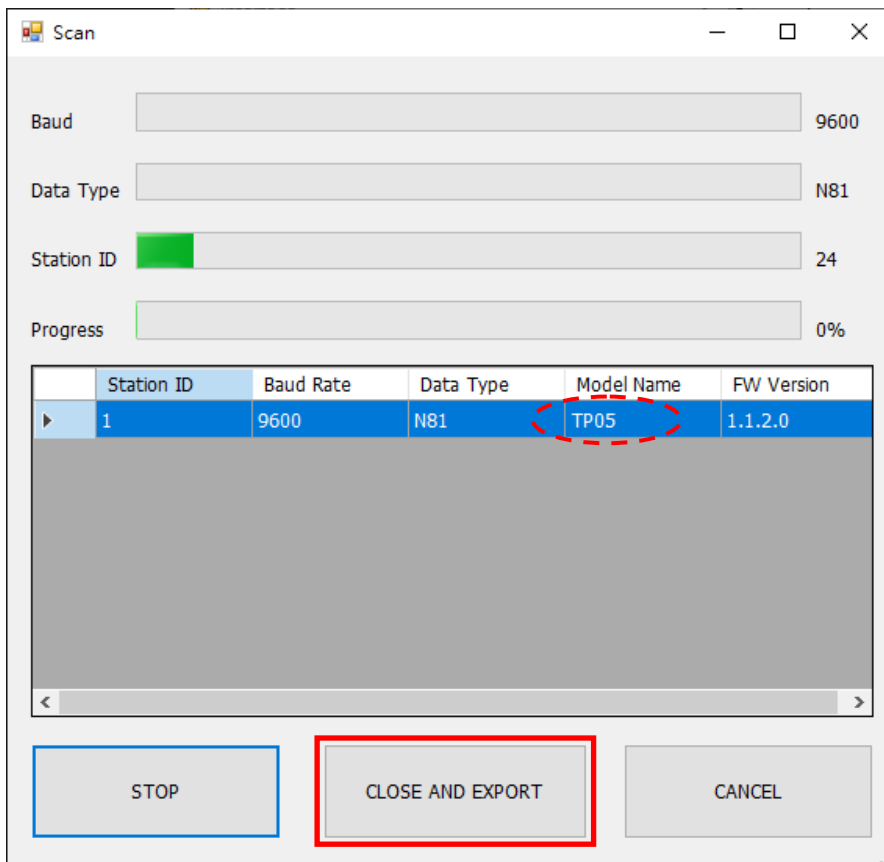 Scan
Baud 9600
Data Type N81
Station ID 24
Progress 0%
Station ID Baud Rate Data Type Model Name FW Version
1 9600 N81 TP05 1.1.2.0
STOP CLOSE AND EXPORT CANCEL